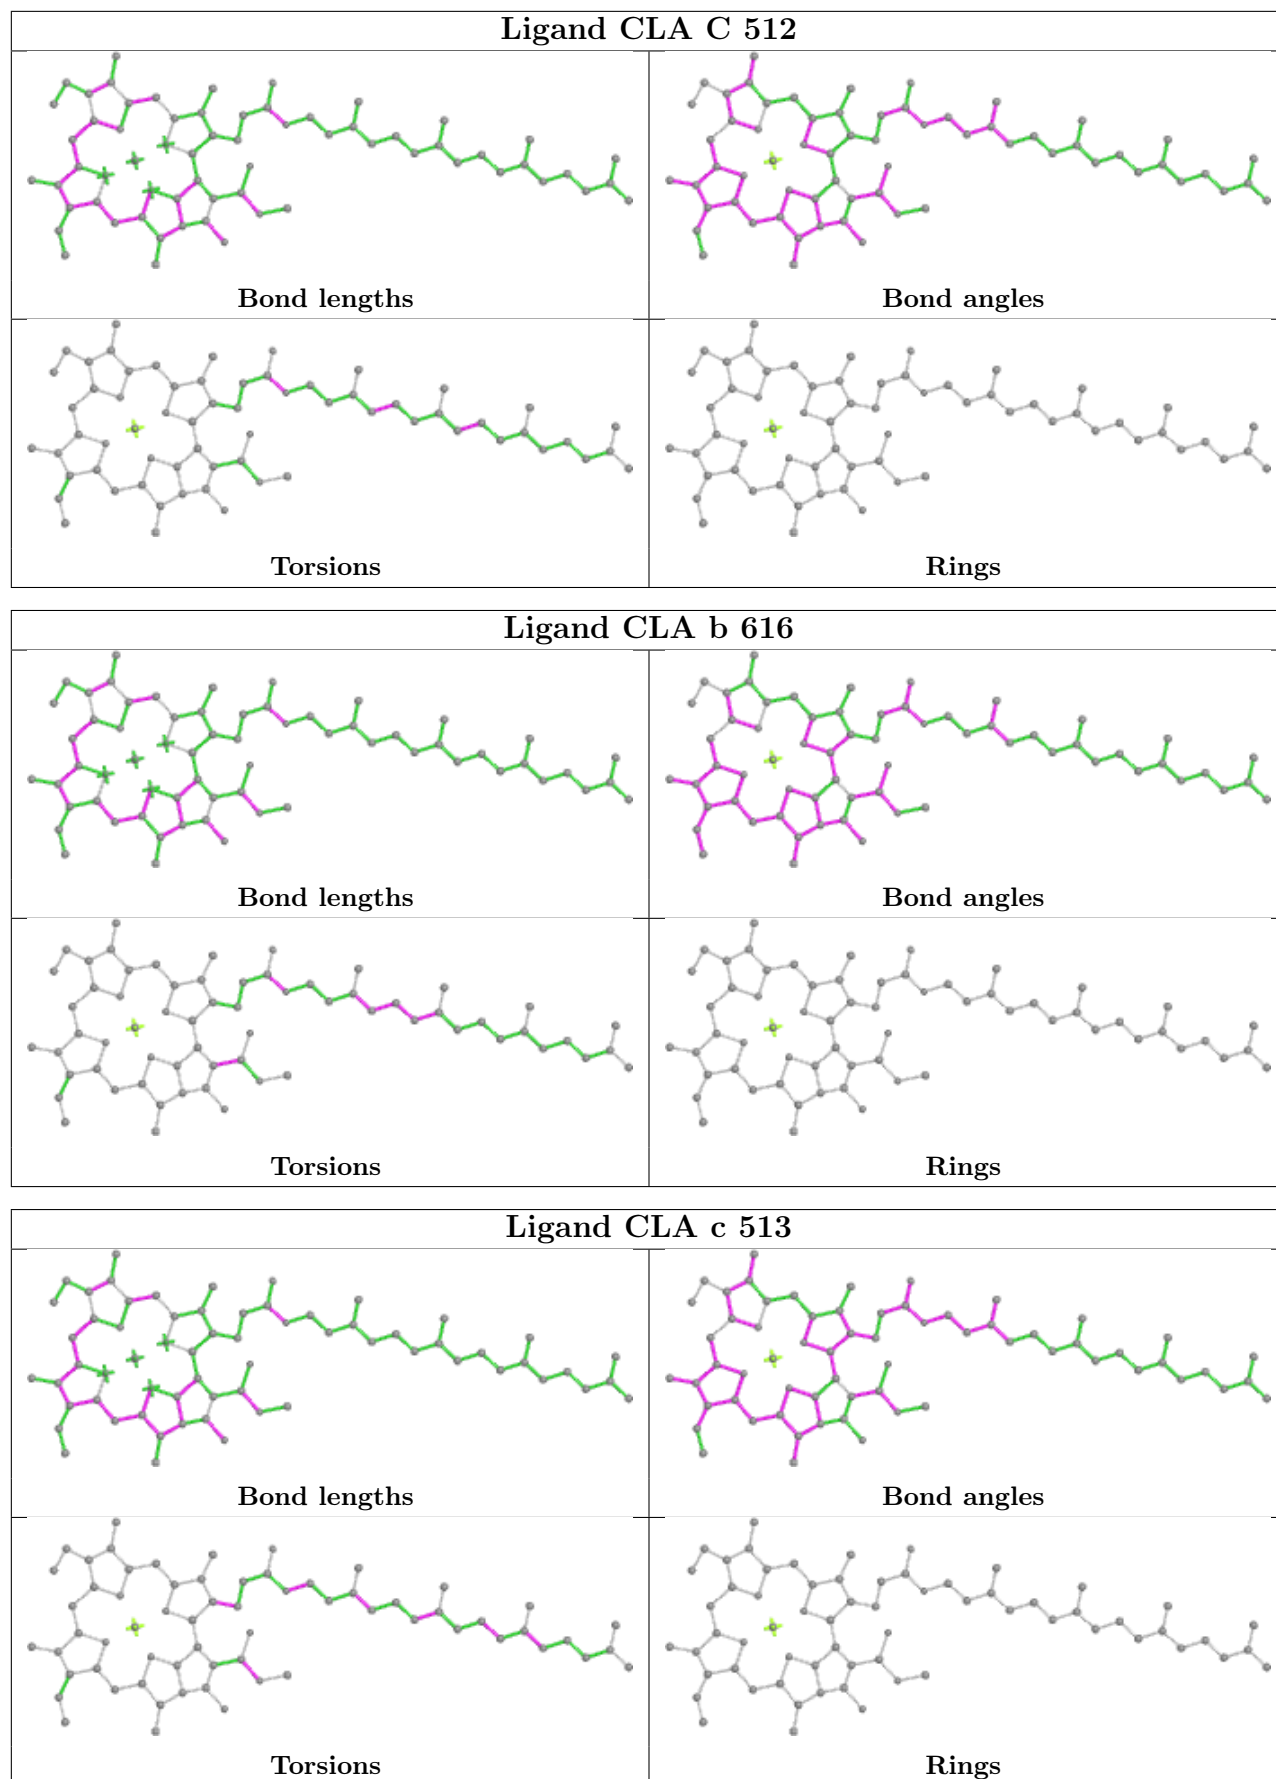 Ligand CLA C 512
Bond lengths
Bond angles
Torsions
Rings
Ligand CLA b 616
Bond lengths
Bond angles
Torsions
Rings
Ligand CLA c 513
Bond lengths
Bond angles
Torsions
Rings